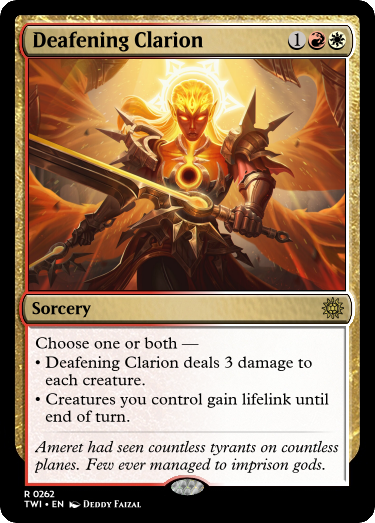 Deafening Clarion 1
Sorcery
Choose one or both —
• Deafening Clarion deals 3 damage to
each creature.
• Creatures you control gain lifelink until
end of turn.
Ameret had seen countless tyrants on countless
planes. Few ever managed to imprison gods.
R 0262
TWI • EN Deddy Faizal